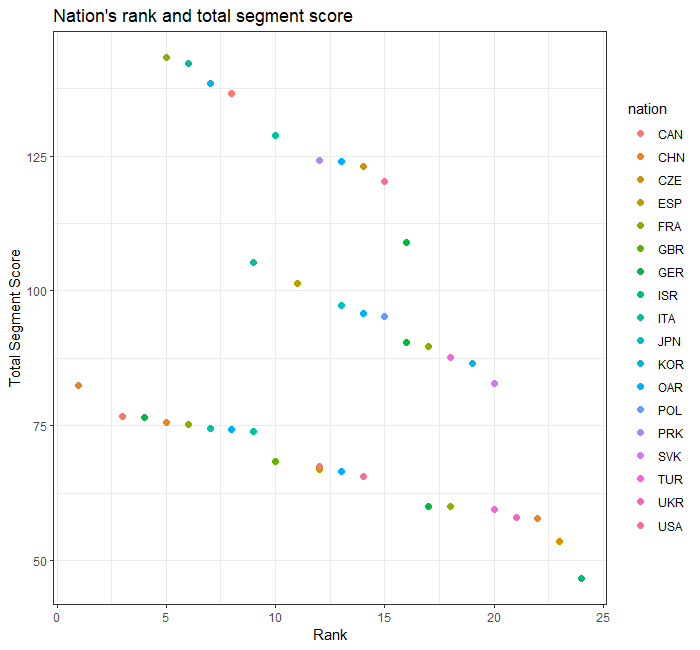 Nation's rank and total segment score
Total Segment Score
125
100
75
50
0
5
10
15
20
25
Rank
nation
CAN
CHN
CZE
ESP
FRA
GBR
GER
ISR
ITA
JPN
KOR
OAR
POL
PRK
SVK
TUR
UKR
USA